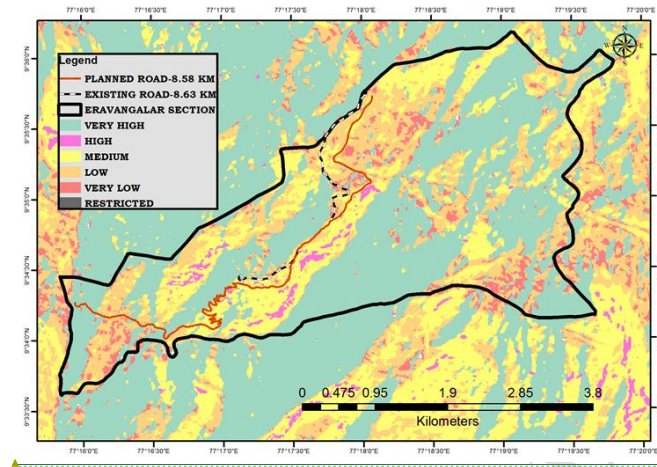 77°16'0"E 77°16'30"E 77°17'0"E 77°17'30"E 77°18'0"E 77°18'30"E 77°19'0"E 77°19'30"E 77°20'0"E
N
W E
S
Legend
PLANNED ROAD-8.58 KM
EXISTING ROAD-8.63 KM
ERAVANGALAR SECTION
VERY HIGH
HIGH
MEDIUM
LOW
VERY LOW
RESTRICTED
0 0.475 0.95 1.9 2.85 3.8
Kilometers
77°16'0"E 77°16'30"E 77°17'0"E 77°17'30"E 77°18'0"E 77°18'30"E 77°19'0"E 77°19'30"E 77°20'0"E